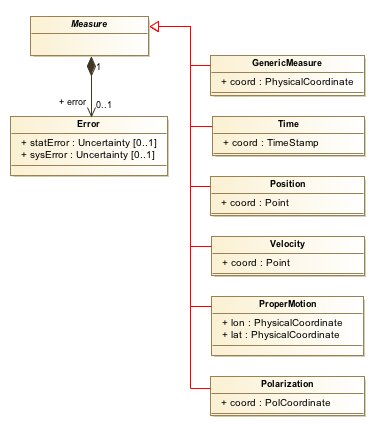 Measure
1
+ error
0..1
Error
+ statError : Uncertainty [0..1]
+ sysError : Uncertainty [0..1]
GenericMeasure
+ coord : PhysicalCoordinate
Time
+ coord : TimeStamp
Position
+ coord : Point
Velocity
+ coord : Point
ProperMotion
+ lon : PhysicalCoordinate
+ lat : PhysicalCoordinate
Polarization
+ coord : PolCoordinate